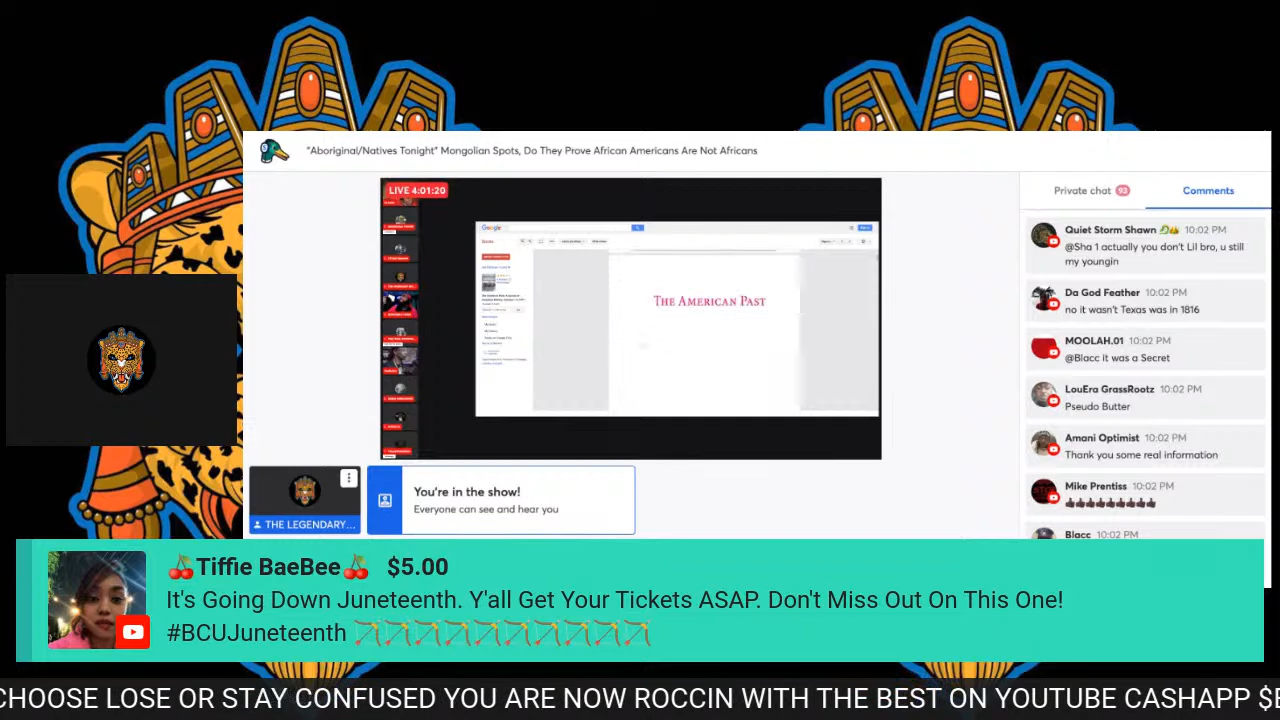 "Aboriginal/Natives Tonight" Mongolian Spots, Do They Prove African Americans Are Not Africans
LIVE 4:01:20
Google
THE AMERICAN PAST
Private chat 93
Comments
Quiet Storm Shawn 10:02 PM
@Sha 1 actually you don't Lil bro, u still
my youngin
Da God Feather 10:02 PM
no it wasn't Texas was in 1816
MOOLAH.01 10:02 PM
@Blacc it was a Secret
LouEra GrassRootz 10:02 PM
Pseudo Butter
Amani Optimist 10:02 PM
Thank you some real information
Mike Prentiss 10:02 PM
Blacc 10:02 PM
THE LEGENDARY...
You're in the show!
Everyone can see and hear you
🍒Tiffie BaeBee🍒 $5.00
It's Going Down Juneteenth. Y'all Get Your Tickets ASAP. Don't Miss Out On This One!
#BCUJuneteenth 🏹🏹🏹🏹🏹🏹🏹🏹🏹🏹
CHOOSE LOSE OR STAY CONFUSED YOU ARE NOW ROCCIN WITH THE BEST ON YOUTUBE CASHAPP